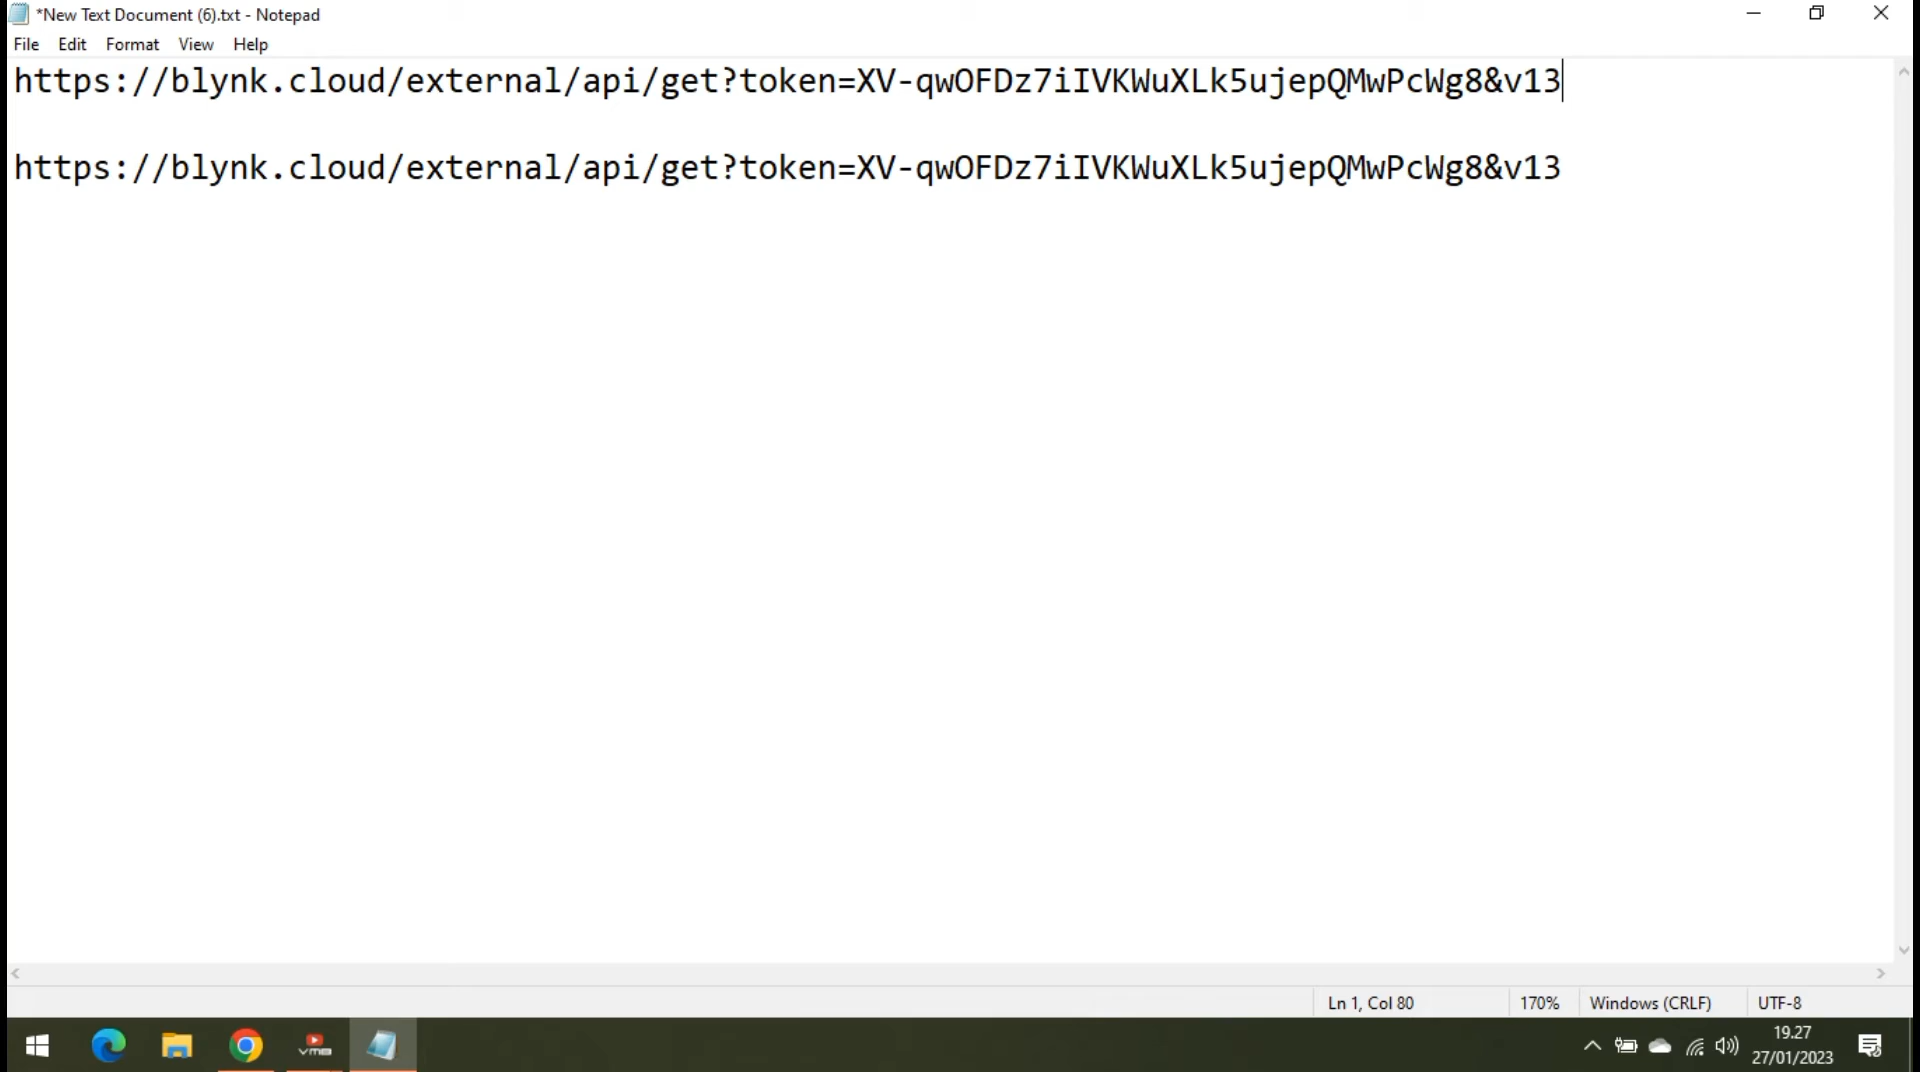 *New Text Document (6).txt - Notepad
File Edit Format View Help
https://blynk.cloud/external/api/get?token=XV-qwOFDz7iIVKWuXLk5ujepQMwPcWg8&v13
https://blynk.cloud/external/api/get?token=XV-qwOFDz7iIVKWuXLk5ujepQMwPcWg8&v13
Ln 1, Col 80 170% Windows (CRLF) UTF-8
19.27
27/01/2023